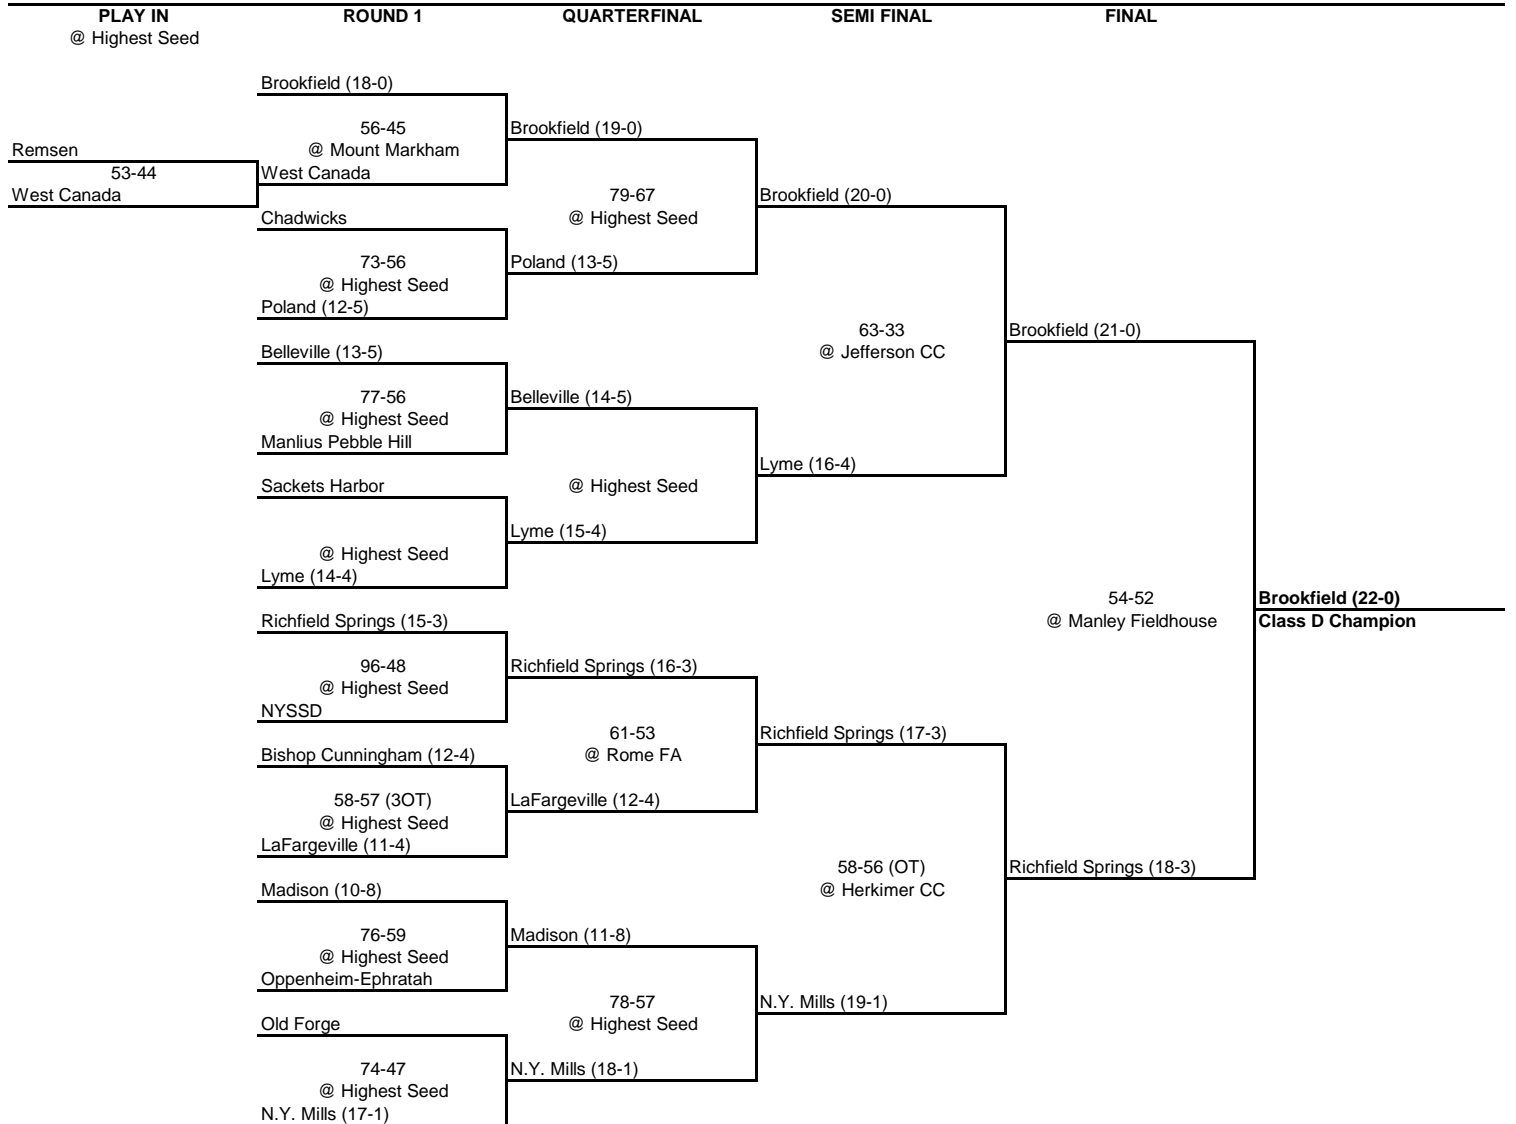 PLAY IN
ROUND 1
QUARTERFINAL
SEMI FINAL
FINAL
@ Highest Seed
Brookfield (18-0)
56-45
Brookfield (19-0)
Remsen
@ Mount Markham
53-44
West Canada
West Canada
79-67
Brookfield (20-0)
Chadwicks
@ Highest Seed
73-56
Poland (13-5)
@ Highest Seed
Poland (12-5)
63-33
Brookfield (21-0)
Belleville (13-5)
@ Jefferson CC
77-56
Belleville (14-5)
@ Highest Seed
Manlius Pebble Hill
Lyme (16-4)
Sackets Harbor
@ Highest Seed
Lyme (15-4)
@ Highest Seed
Lyme (14-4)
54-52
Brookfield (22-0)
Richfield Springs (15-3)
@ Manley Fieldhouse
Class D Champion
96-48
Richfield Springs (16-3)
@ Highest Seed
NYSSD
61-53
Richfield Springs (17-3)
Bishop Cunningham (12-4)
@ Rome FA
58-57 (3OT)
LaFargeville (12-4)
@ Highest Seed
LaFargeville (11-4)
58-56 (OT)
Richfield Springs (18-3)
Madison (10-8)
@ Herkimer CC
76-59
Madison (11-8)
@ Highest Seed
Oppenheim-Ephratah
78-57
N.Y. Mills (19-1)
Old Forge
@ Highest Seed
74-47
N.Y. Mills (18-1)
@ Highest Seed
N.Y. Mills (17-1)